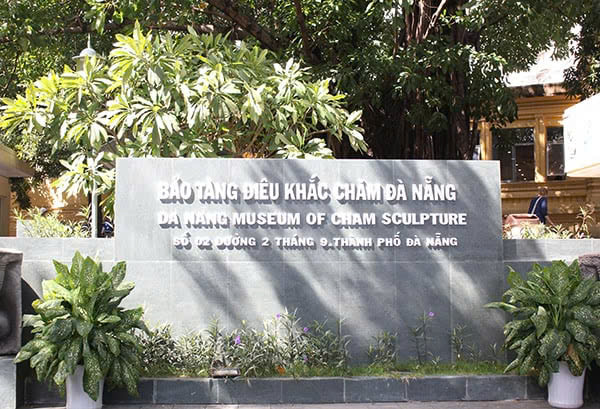 BẢO TÀNG ĐIÊU KHẮC CHĂM ĐÀ NẴNG
DA NANG MUSEUM OF CHAM SCULPTURE
SỐ 02 ĐƯỜNG 2 THÁNG 9. THÀNH PHỐ ĐÀ NẴNG